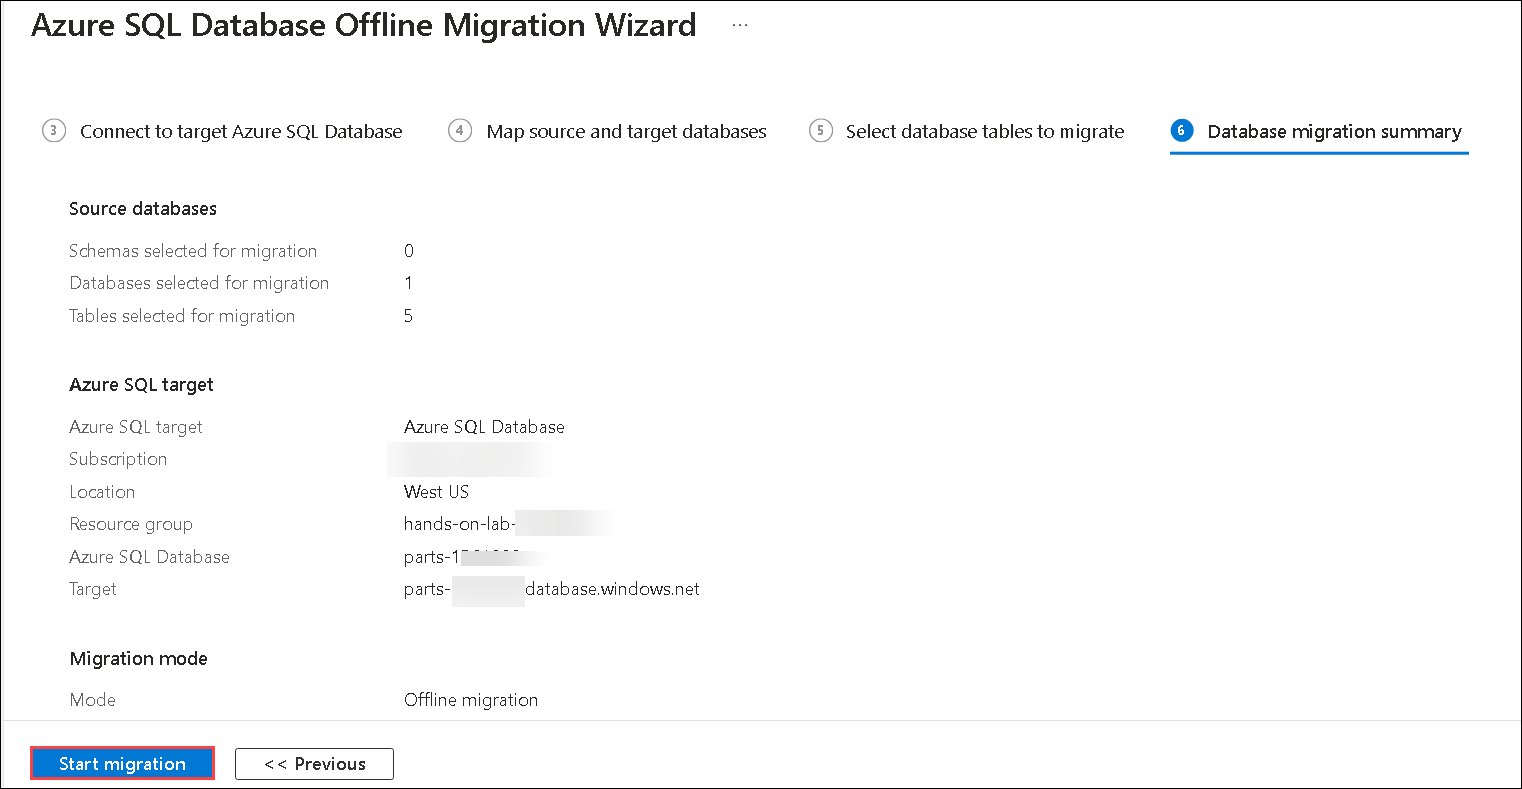 Azure SQL Database Offline Migration Wizard ...
3 Connect to target Azure SQL Database 4 Map source and target databases 5 Select database tables to migrate 6 Database migration summary
Source databases
Schemas selected for migration 0
Databases selected for migration 1
Tables selected for migration 5
Azure SQL target
Azure SQL target Azure SQL Database
Subscription
Location West US
Resource group hands-on-lab-
Azure SQL Database parts-1
Target parts- database.windows.net
Migration mode
Mode Offline migration
Start migration << Previous